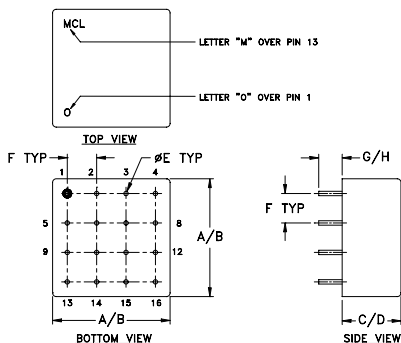 MCL
LETTER "M" OVER PIN 13
O
LETTER "O" OVER PIN 1
TOP VIEW
F TYP
ØE TYP
G/H
1 2 3 4
F TYP
5 8
A/B
9 12
13 14 15 16
A/B
C/D
BOTTOM VIEW
SIDE VIEW